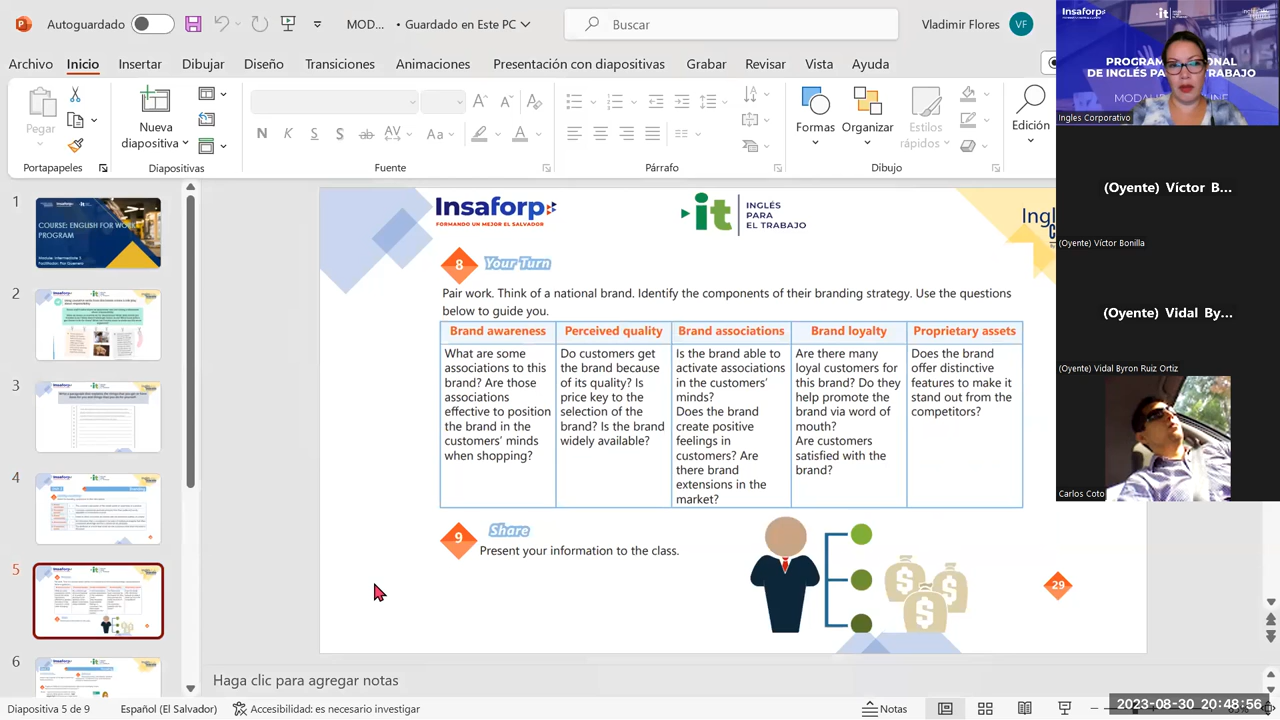 Autoguardado
Guardado en Este PC
Buscar
Vladimir Flores
VF
Archivo Inicio Insertar Dibujar Diseño Transiciones Animaciones Presentación con diapositivas Grabar Revisar Vista Ayuda
Pegar
Nueva
diapositiva
Formas
Organizar
Estilos
rápidos
Edición
Portapapeles
Diapositivas
Fuente
Párrafo
Dibujo
1
COURSE: ENGLISH FOR WORK
PROGRAM
2
3
4
5
6
Insaforp
FORMANDO UN MEJOR EL SALVADOR
it
INGLÉS
PARA
EL TRABAJO
8 Your Turn
Pair work. Think of a national brand. Identify the components of their branding strategy. Use the questions
below to guide you.
Brand awareness
What are some
associations to this
brand? Are those
associations
effective to position
the brand in the
customers’ minds
when shopping?
Perceived quality
Do customers get
the brand because
of its quality? Is
price key to the
selection of the
brand? Is the brand
widely available?
Brand associations
Is the brand able to
activate associations
in the customers’
minds?
Does the brand
create positive
feelings in
customers? Are
there brand
extensions in the
market?
Brand loyalty
Are there many
loyal customers for
this brand? Do they
help promote the
brand via word of
mouth?
Are customers
satisfied with the
brand?
Proprietary assets
Does the brand
offer distinctive
features to make it
stand out from the
competitors?
9 Share
Present your information to the class.
29
Haga clic para agregar notas
Diapositiva 5 de 9
Español (El Salvador)
Accesibilidad: es necesario investigar
Notas
2023-08-30 20:48:56
Insaforp
it
DE INGLÉS
Ingles Corporativo
(Oyente) Víctor B...
(Oyente) Víctor Bonilla
(Oyente) Vidal By...
(Oyente) Vidal Byron Ruiz Ortiz
Carlos Coto